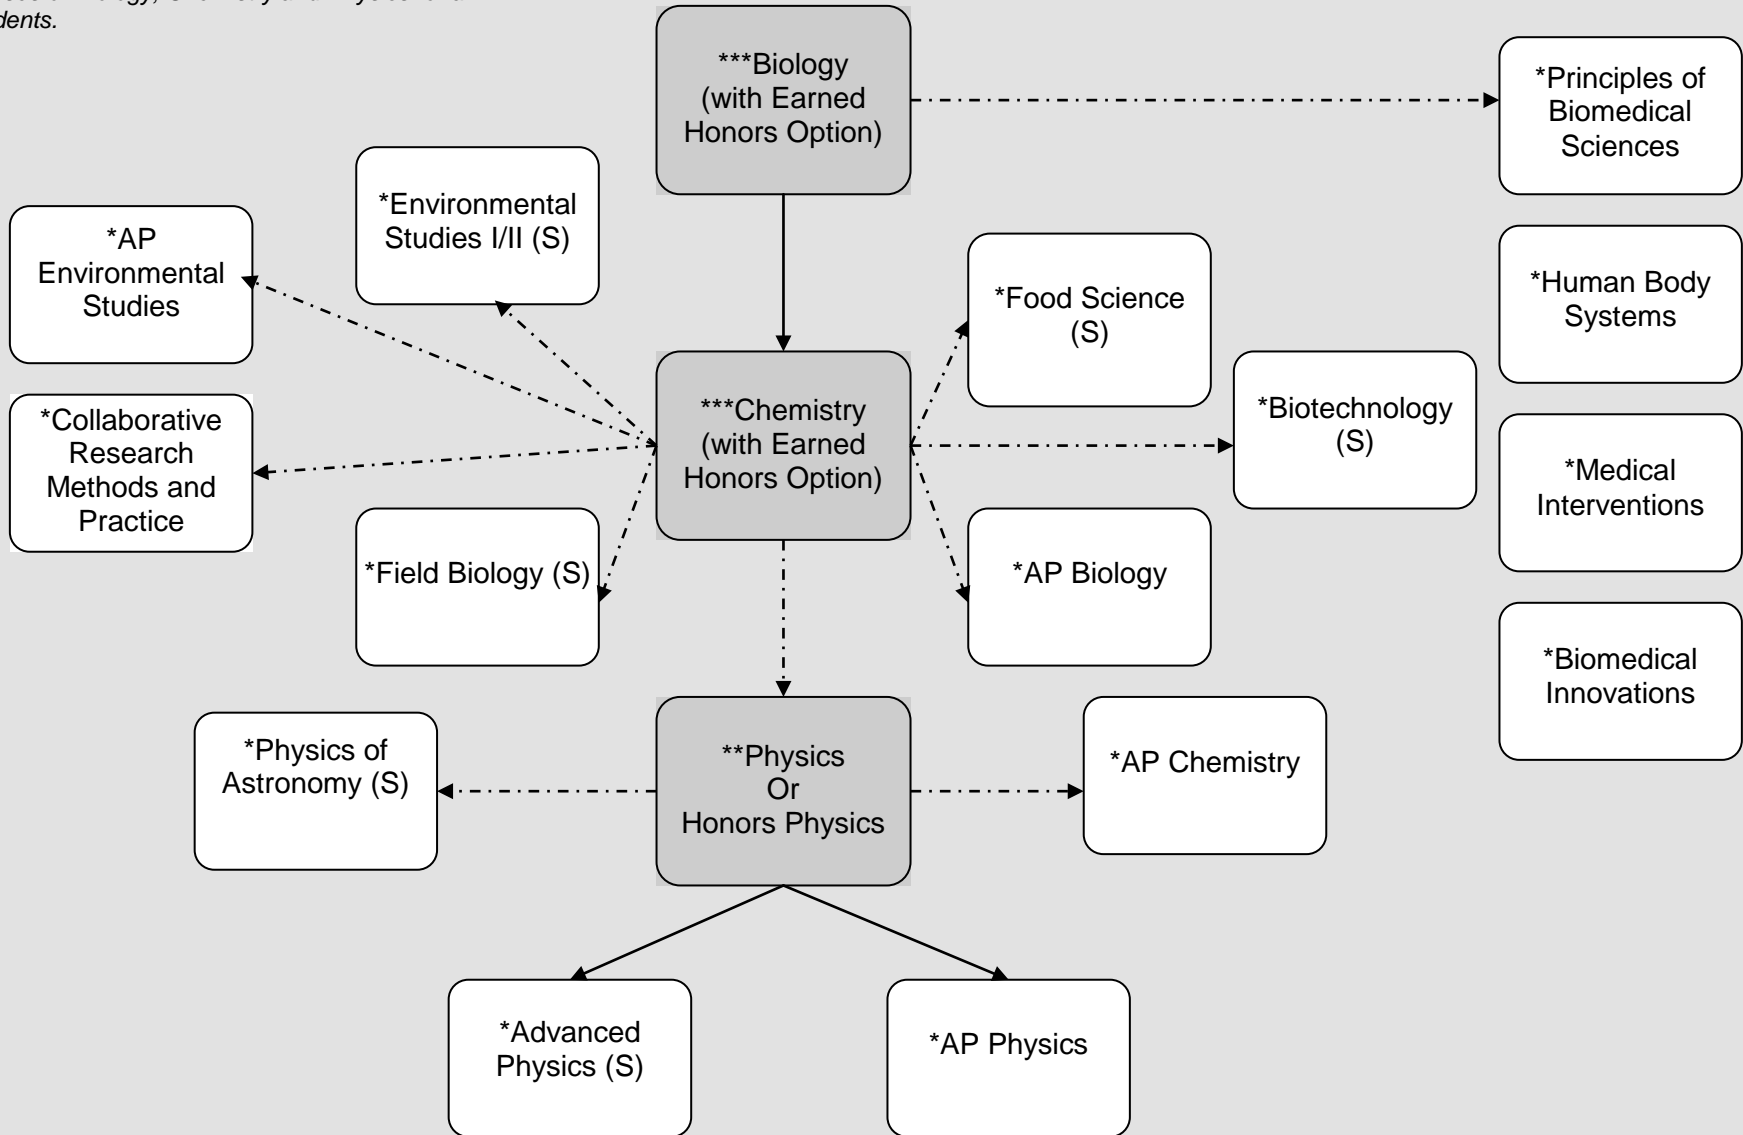 dents.
***Biology
(with Earned
Honors Option)
*Principles of
Biomedical
Sciences
*Environmental
Studies I/II (S)
*AP
Environmental
Studies
*Human Body
Systems
*Food Science
(S)
*Collaborative
Research
Methods and
Practice
***Chemistry
(with Earned
Honors Option)
*Biotechnology
(S)
*Medical
Interventions
*Field Biology (S)
*AP Biology
*Biomedical
Innovations
*Physics of
Astronomy (S)
**Physics
Or
Honors Physics
*AP Chemistry
*Advanced
Physics (S)
*AP Physics